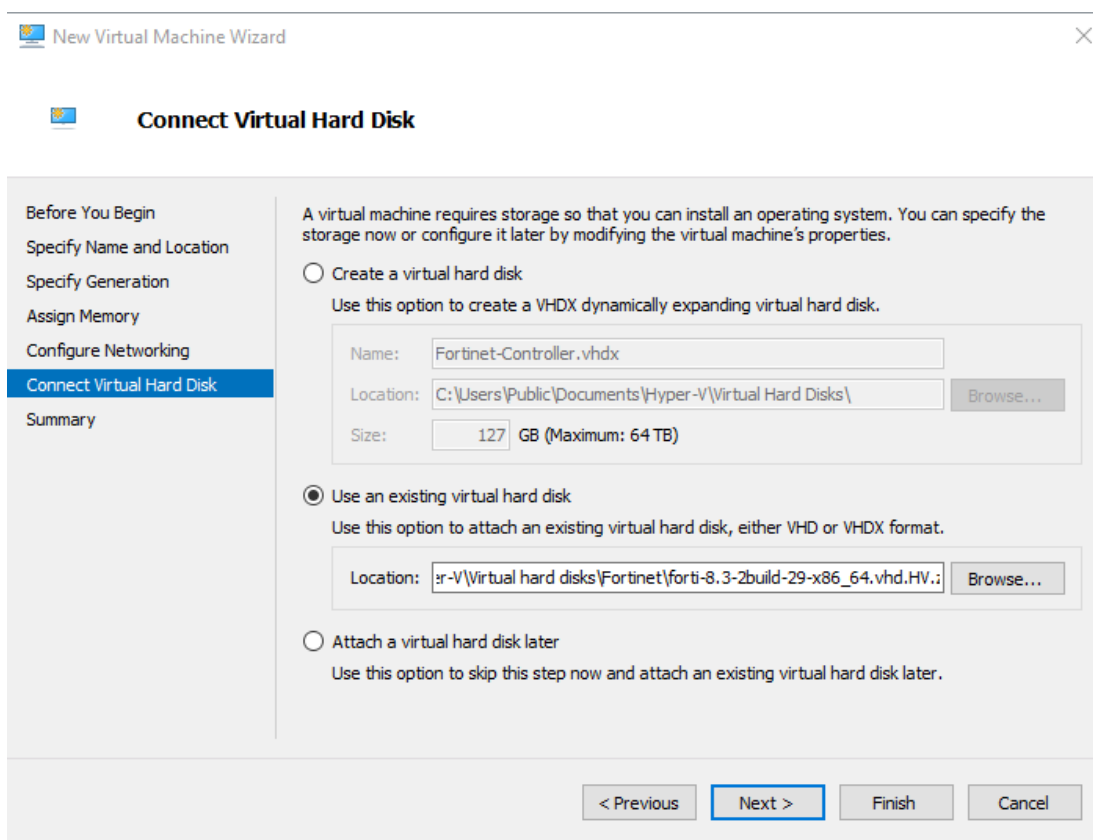 New Virtual Machine Wizard
Connect Virtual Hard Disk
Before You Begin
Specify Name and Location
Specify Generation
Assign Memory
Configure Networking
Connect Virtual Hard Disk
Summary
A virtual machine requires storage so that you can install an operating system. You can specify the
storage now or configure it later by modifying the virtual machine's properties.
Create a virtual hard disk
Use this option to create a VHDX dynamically expanding virtual hard disk.
Name: Fortinet-Controller.vhdx
Location: C:\Users\Public\Documents\Hyper-V\Virtual Hard Disks\ Browse...
Size: 127 GB (Maximum: 64 TB)
Use an existing virtual hard disk
Use this option to attach an existing virtual hard disk, either VHD or VHDX format.
Location: er-V\Virtual hard disks\Fortinet\forti-8.3-2build-29-x86_64.vhd.HV.z Browse...
Attach a virtual hard disk later
Use this option to skip this step now and attach an existing virtual hard disk later.
< Previous Next > Finish Cancel